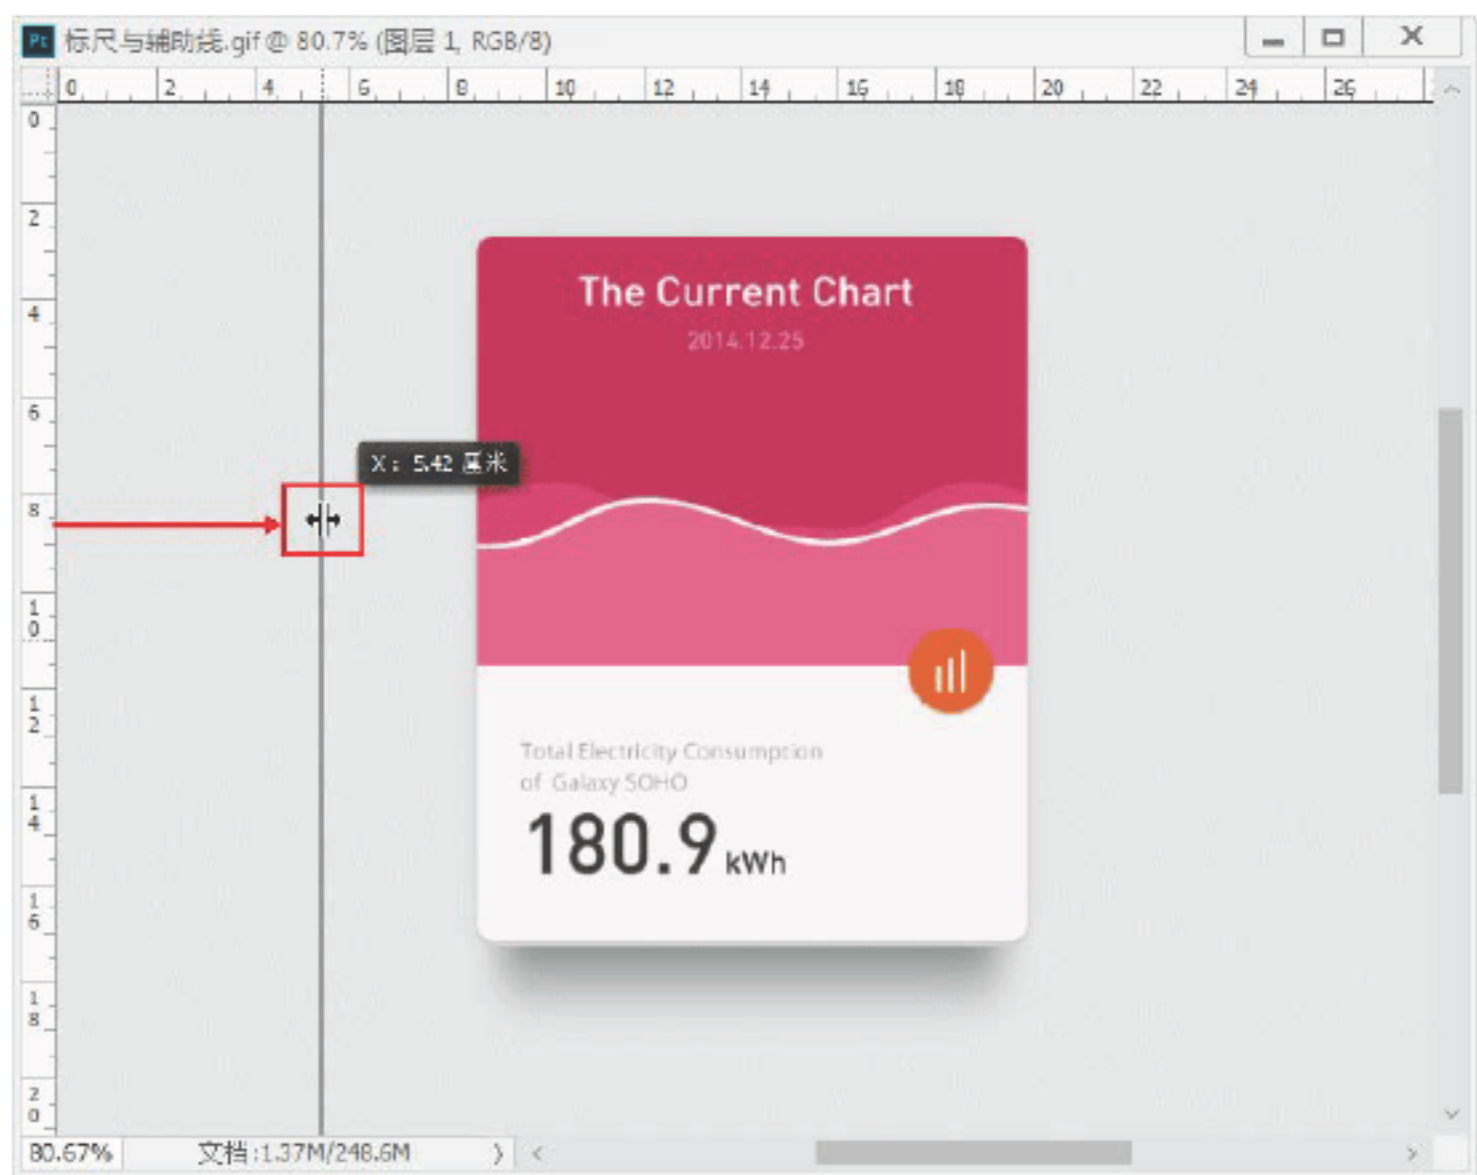 Ps 标尺与辅助线.gif @ 80.7% (图层 1, RGB/8)
0 2 4 6 8 10 12 14 16 18 20 22 24 26
0
2
4
6
8
10
12
14
16
18
20
The Current Chart
2014.12.25
X： 5.42 厘米
Total Electricity Consumption
of Galaxy SOHO
180.9 kWh
80.67% 文档:1.37M/248.6M